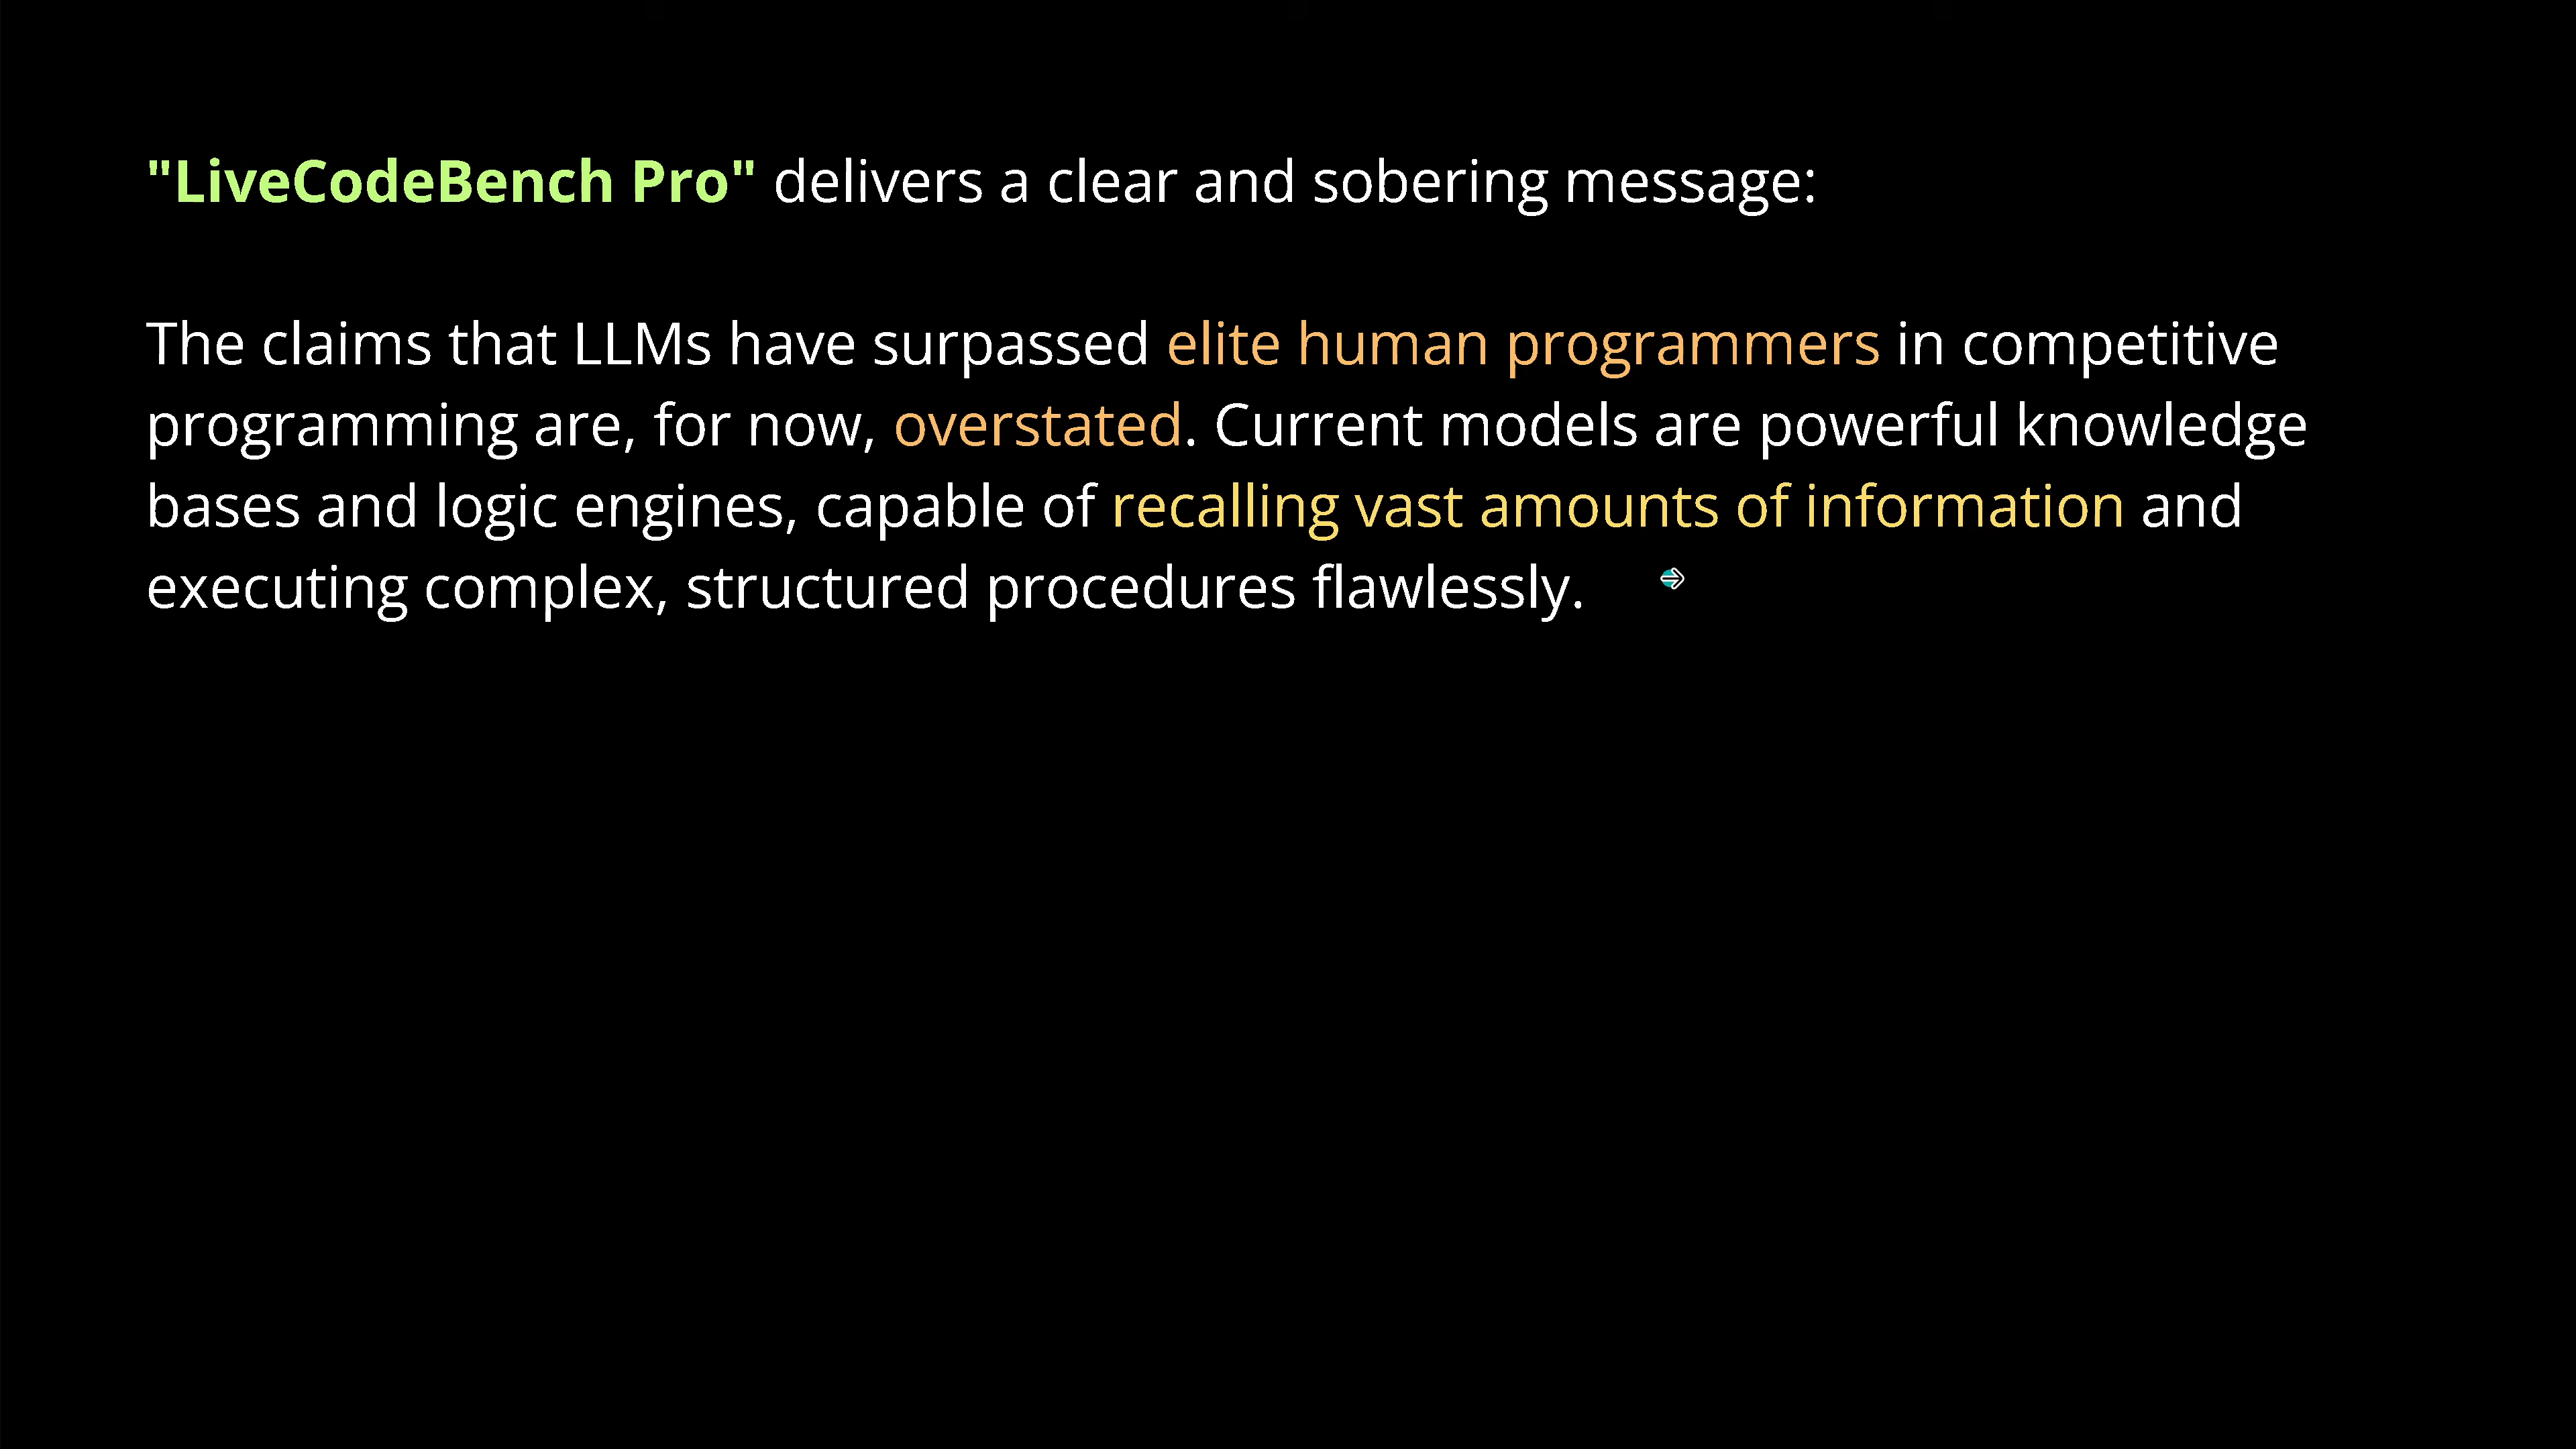 "LiveCodeBench Pro" delivers a clear and sobering message:
The claims that LLMs have surpassed elite human programmers in competitive
programming are, for now, overstated. Current models are powerful knowledge
bases and logic engines, capable of recalling vast amounts of information and
executing complex, structured procedures flawlessly.